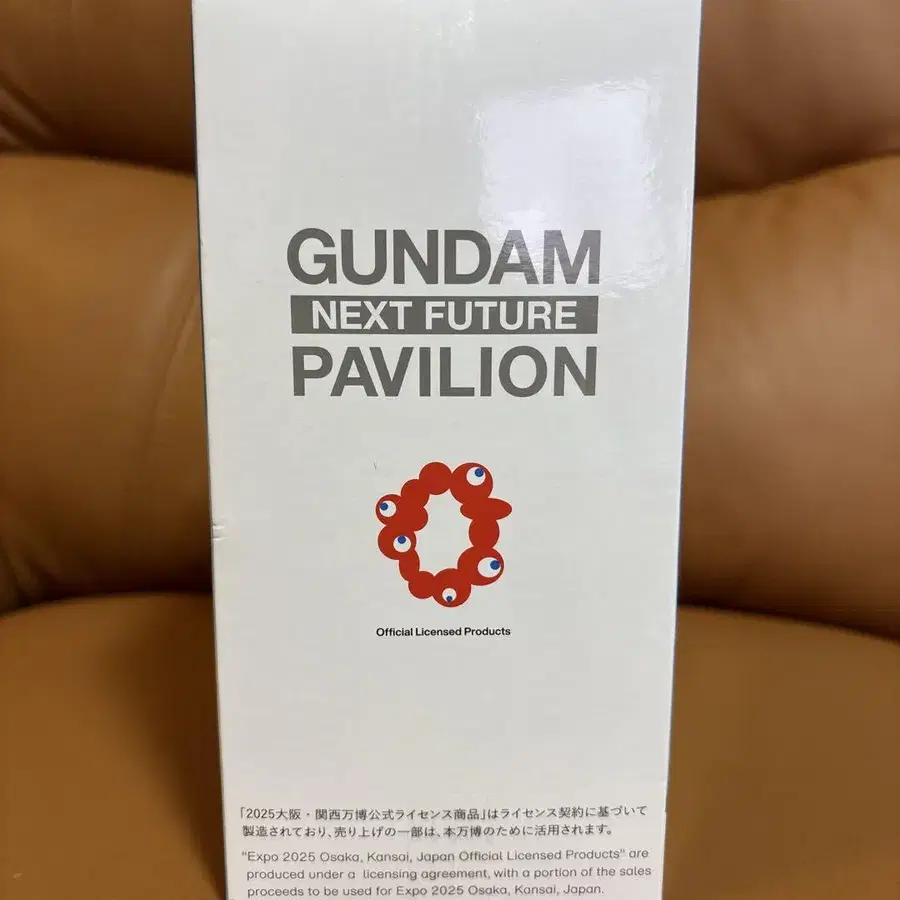 GUNDAM
NEXT FUTURE
PAVILION
Official Licensed Products
「2025大阪・関西万博公式ライセンス商品」はライセンス契約に基づいて
製造されており、売り上げの一部は、本万博のために活用されます。
"Expo 2025 Osaka, Kansai, Japan Official Licensed Products" are
produced under a licensing agreement, with a portion of the sales
proceeds to be used for Expo 2025 Osaka, Kansai, Japan.